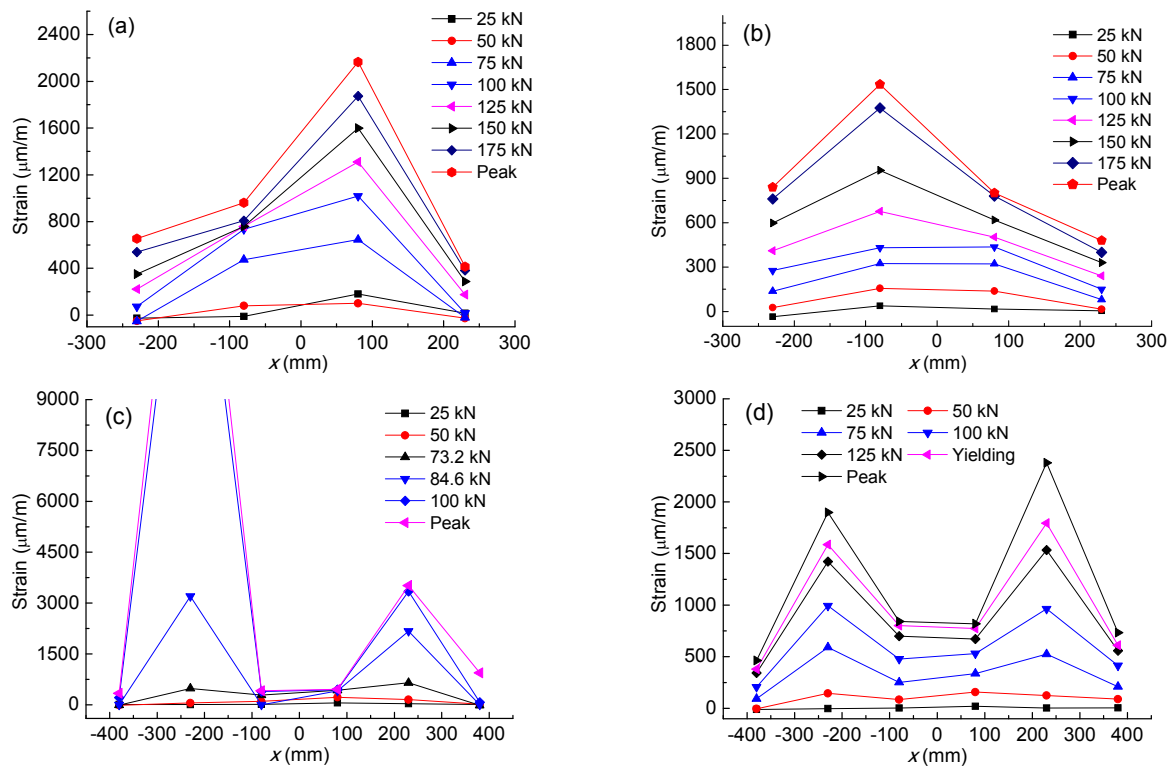 (a)
25 kN
50 kN
75 kN
100 kN
125 kN
150 kN
175 kN
Peak
2400
2000
1600
1200
800
400
0
Strain (μm/m)
-300 -200 -100 0 100 200 300
x (mm)
(b)
25 kN
50 kN
75 kN
100 kN
125 kN
150 kN
175 kN
Peak
1800
1500
1200
900
600
300
0
Strain (μm/m)
-300 -200 -100 0 100 200 300
x (mm)
(c)
25 kN
50 kN
73.2 kN
84.6 kN
100 kN
Peak
9000
7500
6000
4500
3000
1500
0
Strain (μm/m)
-400 -300 -200 -100 0 100 200 300 400
x (mm)
(d)
25 kN 50 kN
75 kN 100 kN
125 kN Yielding
Peak
3000
2500
2000
1500
1000
500
0
Strain (μm/m)
-400 -300 -200 -100 0 100 200 300 400
x (mm)